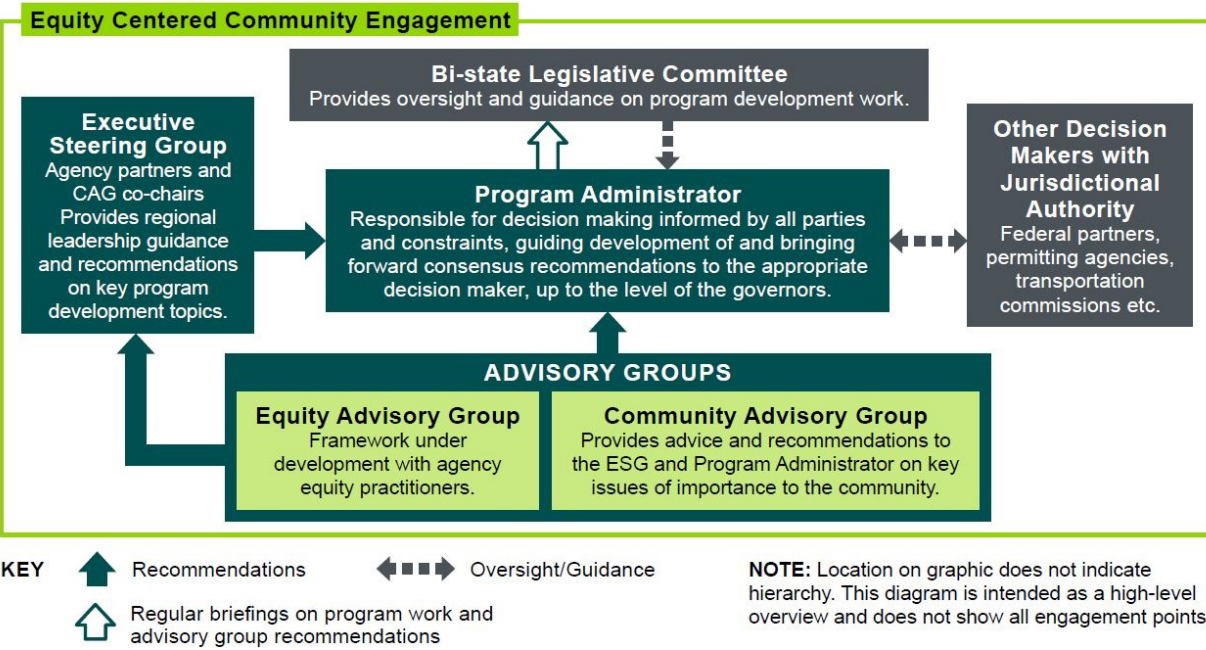 Equity Centered Community Engagement
Bi-state Legislative Committee
Provides oversight and guidance on program development work.
Executive
Steering Group
Agency partners and
CAG co-chairs
Provides regional
leadership guidance
and recommendations
on key program
development topics.
Program Administrator
Responsible for decision making informed by all parties
and constraints, guiding development of and bringing
forward consensus recommendations to the appropriate
decision maker, up to the level of the governors.
Other Decision
Makers with
Jurisdictional
Authority
Federal partners,
permitting agencies,
transportation
commissions etc.
ADVISORY GROUPS
Equity Advisory Group
Framework under
development with agency
equity practitioners.
Community Advisory Group
Provides advice and recommendations to
the ESG and Program Administrator on key
issues of importance to the community.
KEY
Recommendations
Oversight/Guidance
Regular briefings on program work and
advisory group recommendations
NOTE: Location on graphic does not indicate
hierarchy. This diagram is intended as a high-level
overview and does not show all engagement points